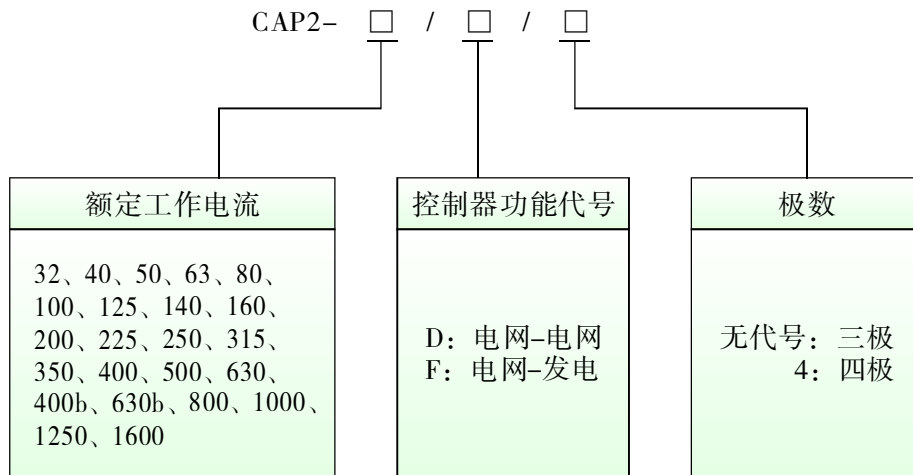 CAP2- □ / □ / □
额定工作电流
32、40、50、63、80、
100、125、140、160、
200、225、250、315、
350、400、500、630、
400b、630b、800、1000、
1250、1600
控制器功能代号
D：电网-电网
F：电网-发电
极数
无代号：三极
4：四极